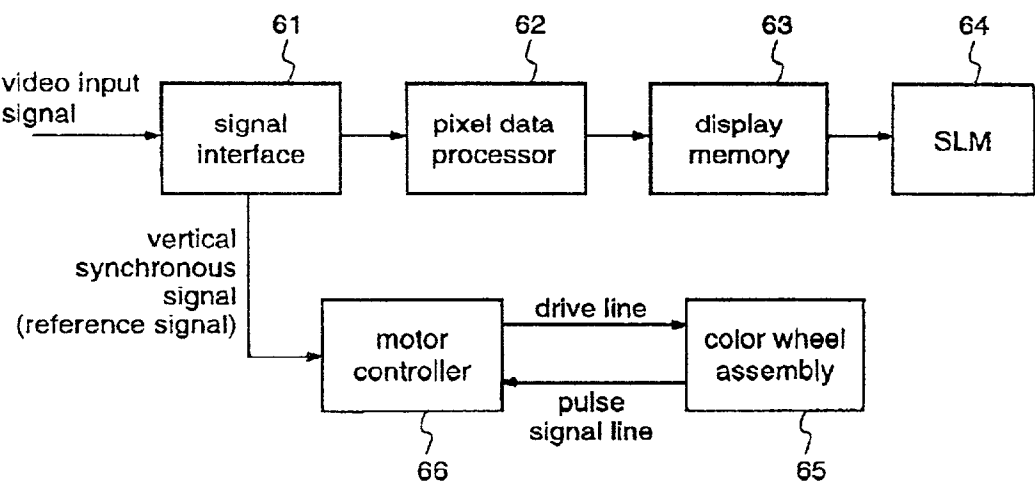 61
62
63
64
video input
signal
signal
interface
pixel data
processor
display
memory
SLM
vertical
synchronous
signal
(reference signal)
drive line
motor
controller
color wheel
assembly
pulse
signal line
66
65